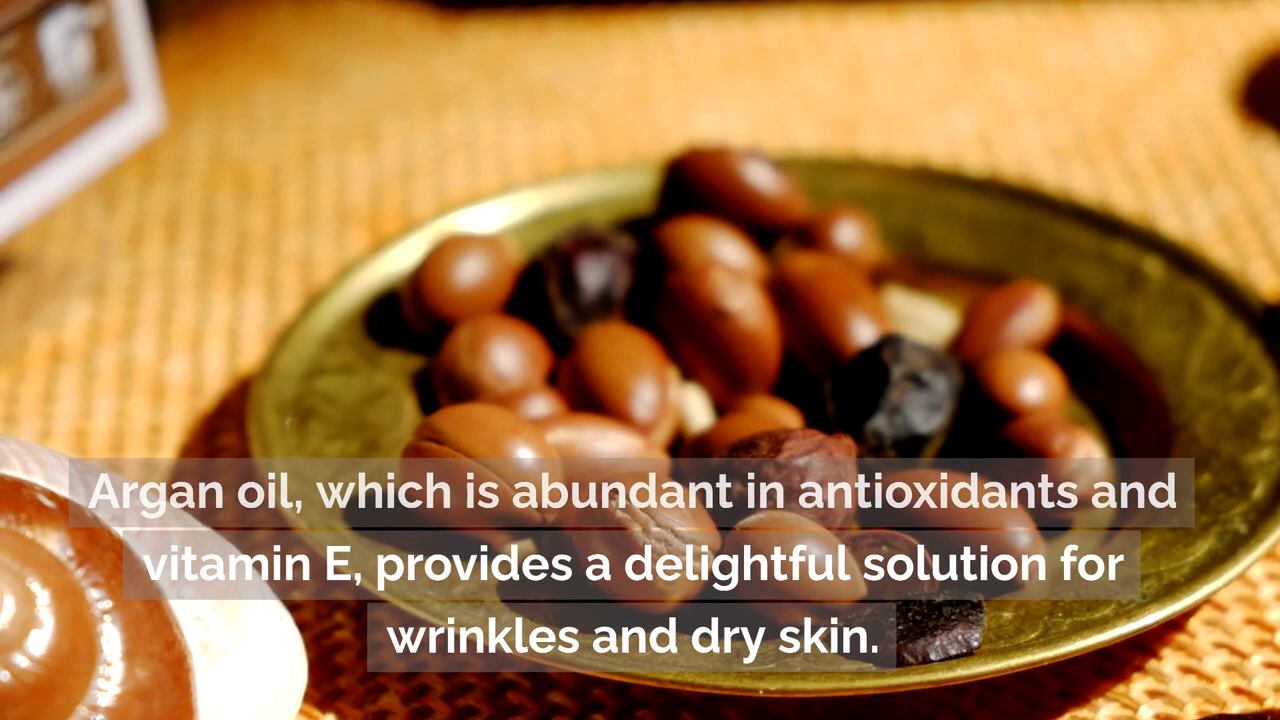 Argan oil, which is abundant in antioxidants and
vitamin E, provides a delightful solution for
wrinkles and dry skin.